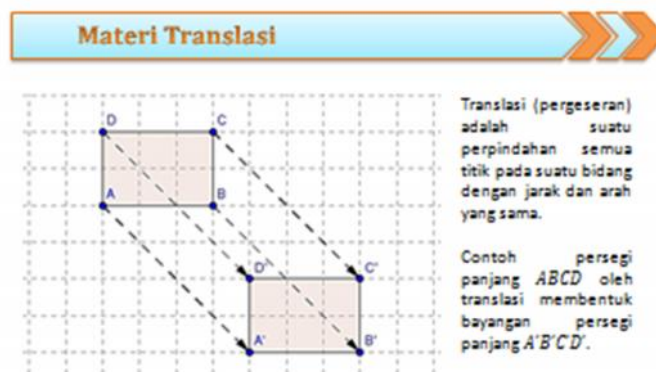 Materi Translasi
D
C
A
B
D'
C'
A'
B'
Translasi (pergeseran)
adalah suatu
perpindahan semua
titik pada suatu bidang
dengan jarak dan arah
yang sama.
Contoh persegi
panjang ABCD oleh
translasi membentuk
bayangan persegi
panjang A'B'C'D'.